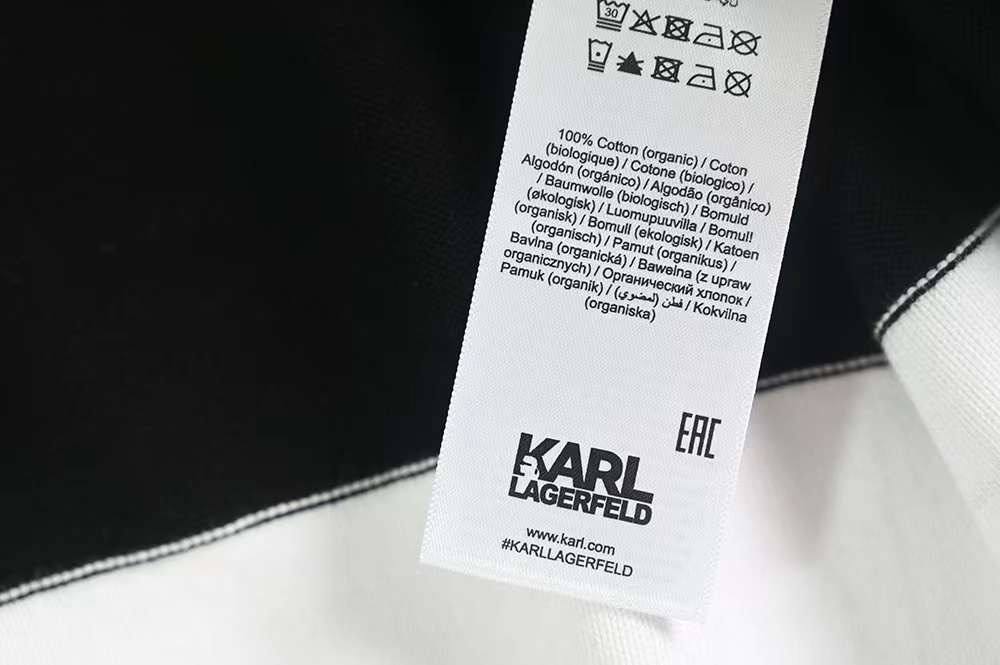 30
100% Cotton (organic) / Coton
(biologique) / Cotone (biologico) /
Algodón (orgánico) / Algodão (orgânico)
/ Baumwolle (biologisch) / Bomuld
(økologisk) / Luomupuuvilla / Bomul!
(organisk) / Bomull (ekologisk) / Katoen
(organisch) / Pamut (organikus) /
Bavlna (organická) / Bawełna (z upraw
organicznych) / Органический хлопок /
Pamuk (organik) / قطن (لمضوي) / Kokvilna
(organiska)
EAC
KARL
LAGERFELD
www.karl.com
#KARLLAGERFELD